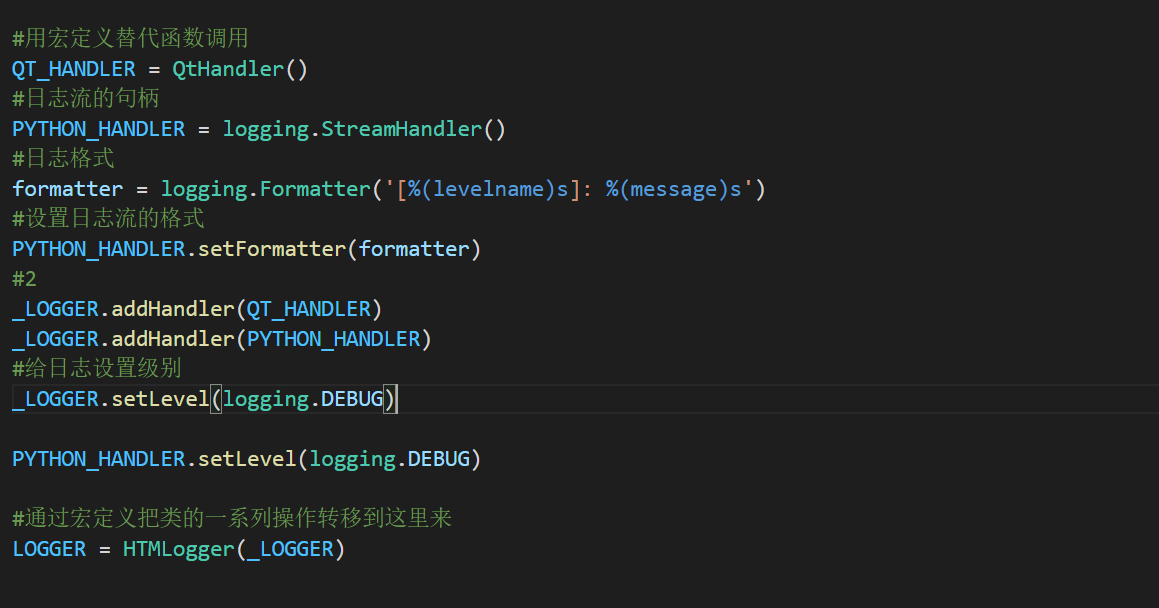 #用宏定义替代函数调用
QT_HANDLER = QtHandler()
#日志流的句柄
PYTHON_HANDLER = logging.StreamHandler()
#日志格式
formatter = logging.Formatter('[%(levelname)s]: %(message)s')
#设置日志流的格式
PYTHON_HANDLER.setFormatter(formatter)
#2
_LOGGER.addHandler(QT_HANDLER)
_LOGGER.addHandler(PYTHON_HANDLER)
#给日志设置级别
_LOGGER.setLevel(logging.DEBUG)
PYTHON_HANDLER.setLevel(logging.DEBUG)
#通过宏定义把类的一系列操作转移到这里来
LOGGER = HTMLogger(_LOGGER)